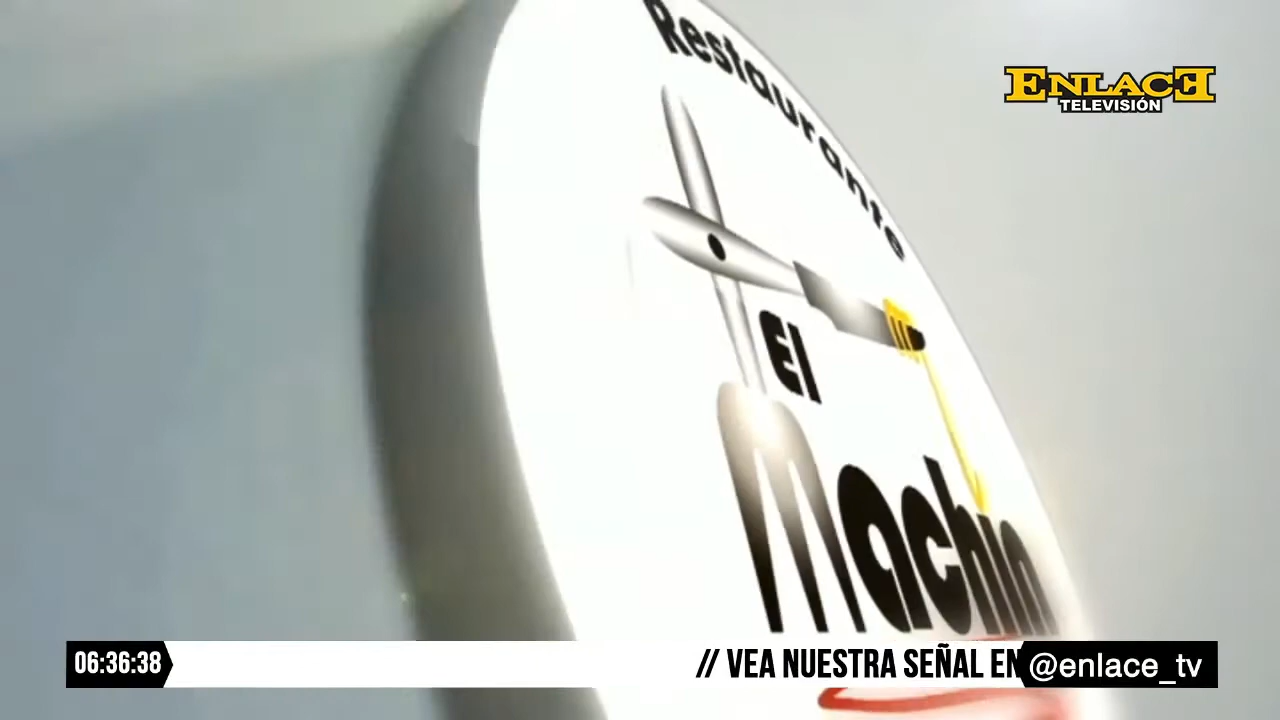 Restaurante
ENLACE
TELEVISIÓN
El
Machin
06:36:38
// VEA NUESTRA SEÑAL EN
@enlace_tv